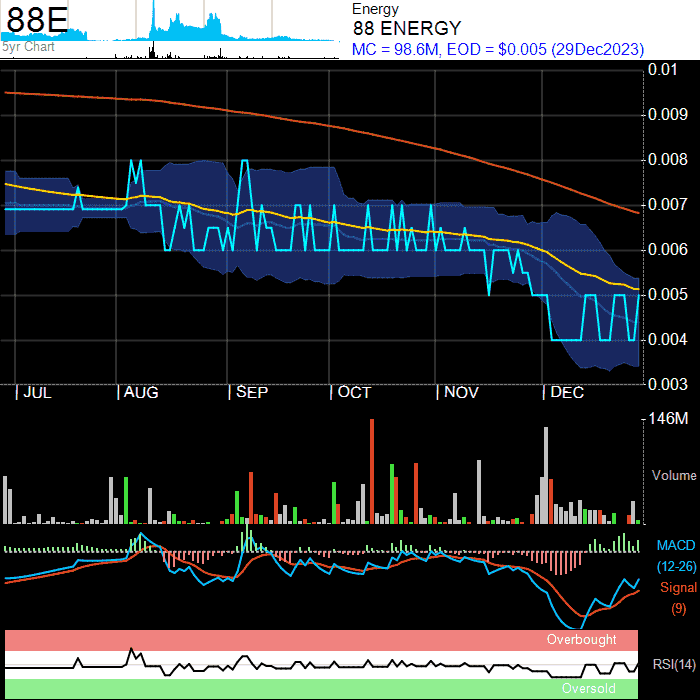 88E
5yr Chart
Energy
88 ENERGY
MC = 98.6M, EOD = $0.005 (29Dec2023)
0.01
0.009
0.008
0.007
0.006
0.005
0.004
0.003
| JUL | AUG | SEP | OCT | NOV | DEC
146M
Volume
MACD
(12-26)
Signal
(9)
Overbought
RSI(14)
Oversold